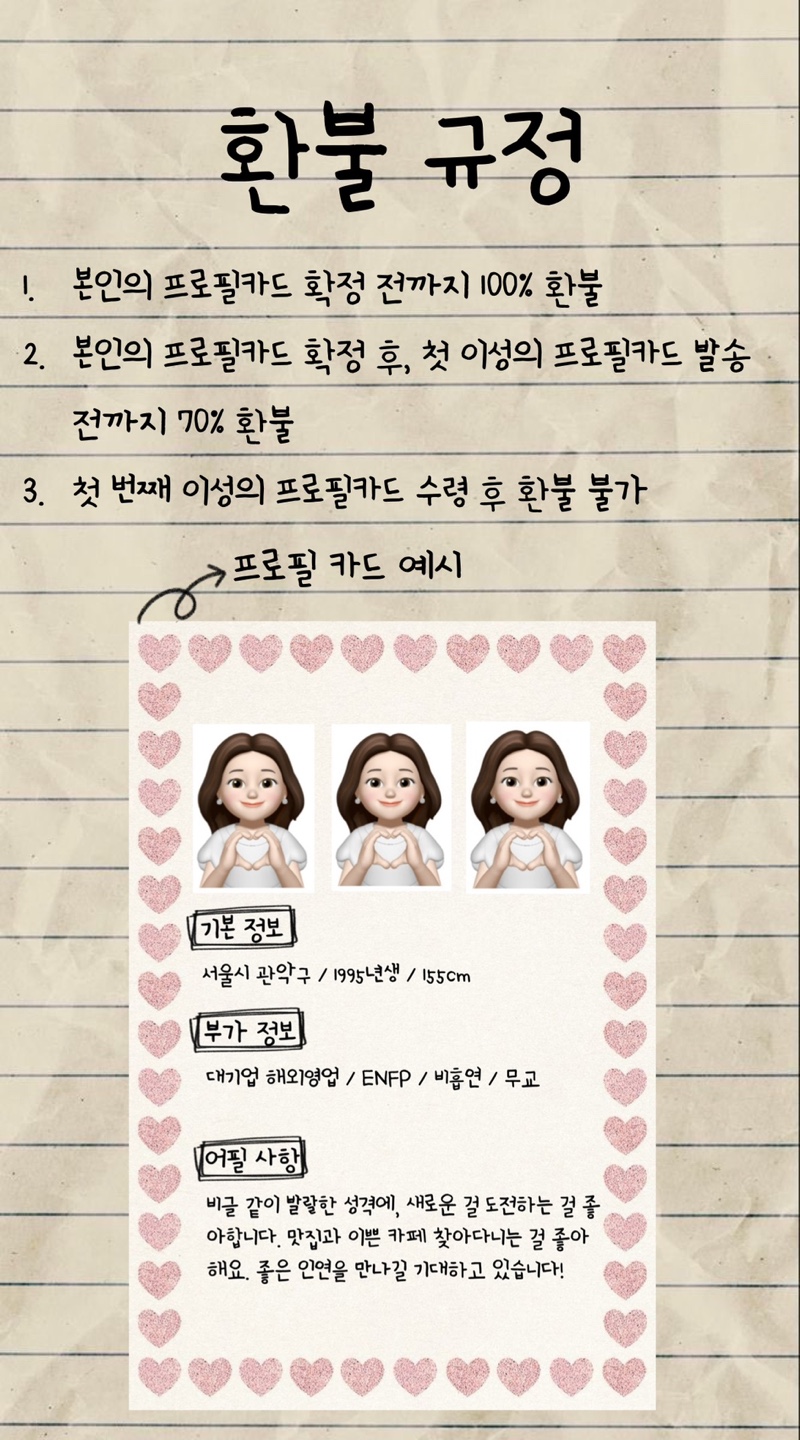 환불 규정
1. 본인의 프로필카드 확정 전까지 100% 환불
2. 본인의 프로필카드 확정 후, 첫 이성의 프로필카드 발송
전까지 70% 환불
3. 첫 번째 이성의 프로필카드 수령 후 환불 불가
프로필 카드 예시
기본 정보
서울시 관악구 / 1995년생 / 155cm
부가 정보
대기업 해외영업 / ENFP / 비흡연 / 무교
어필 사항
비글 같이 발랄한 성격에, 새로운 걸 도전하는 걸 좋
아합니다. 맛집과 이쁜 카페 찾아다니는 걸 좋아
해요. 좋은 인연을 만나길 기대하고 있습니다!